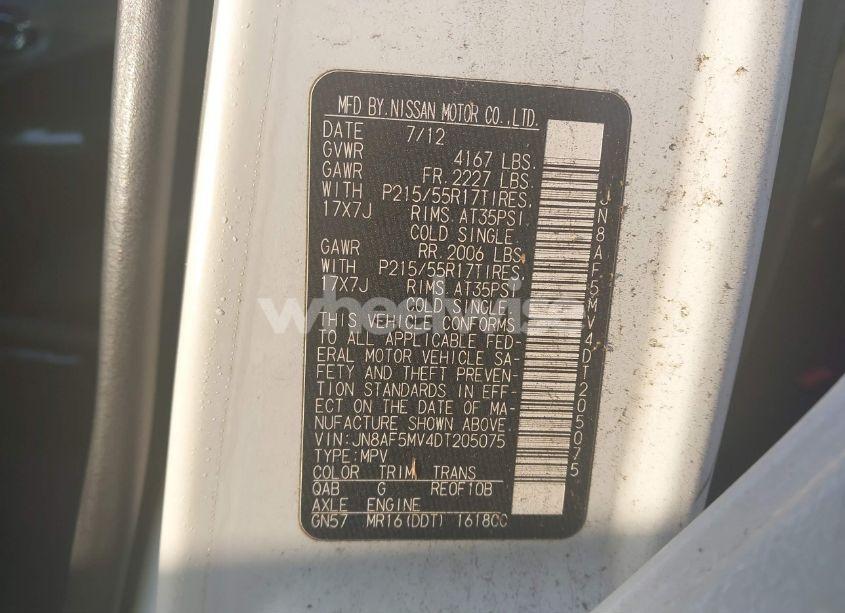 MFD BY. NISSAN MOTOR CO., LTD.
DATE 7/12
GVWR 4167 LBS.
GAWR FR. 2227 LBS.
WITH P215/55R17TIRES.
17X7J RIMS. AT35PSI.
COLD SINGLE.
GAWR RR. 2006 LBS.
WITH P215/55R17TIRES.
17X7J RIMS. AT35PSI
COLD SINGLE
THIS VEHICLE CONFORMS
TO ALL APPLICABLE FED-
ERAL MOTOR VEHICLE SA-
FETY AND THEFT PREVEN-
TION STANDARDS IN EFF-
ECT ON THE DATE OF MA-
NUFACTURE SHOWN ABOVE.
VIN:JN8AF5MV4DT205075
TYPE:MPV
COLOR TRIM TRANS
QAB G REOF10B
AXLE ENGINE
GN57 MR16(DDT) 1618CC
JN8AF5MV4DT205075
wheelwise